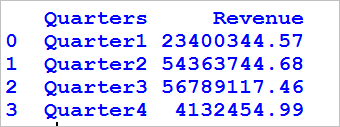 Quarters Revenue
0 Quarter1 23400344.57
1 Quarter2 54363744.68
2 Quarter3 56789117.46
3 Quarter4 4132454.99